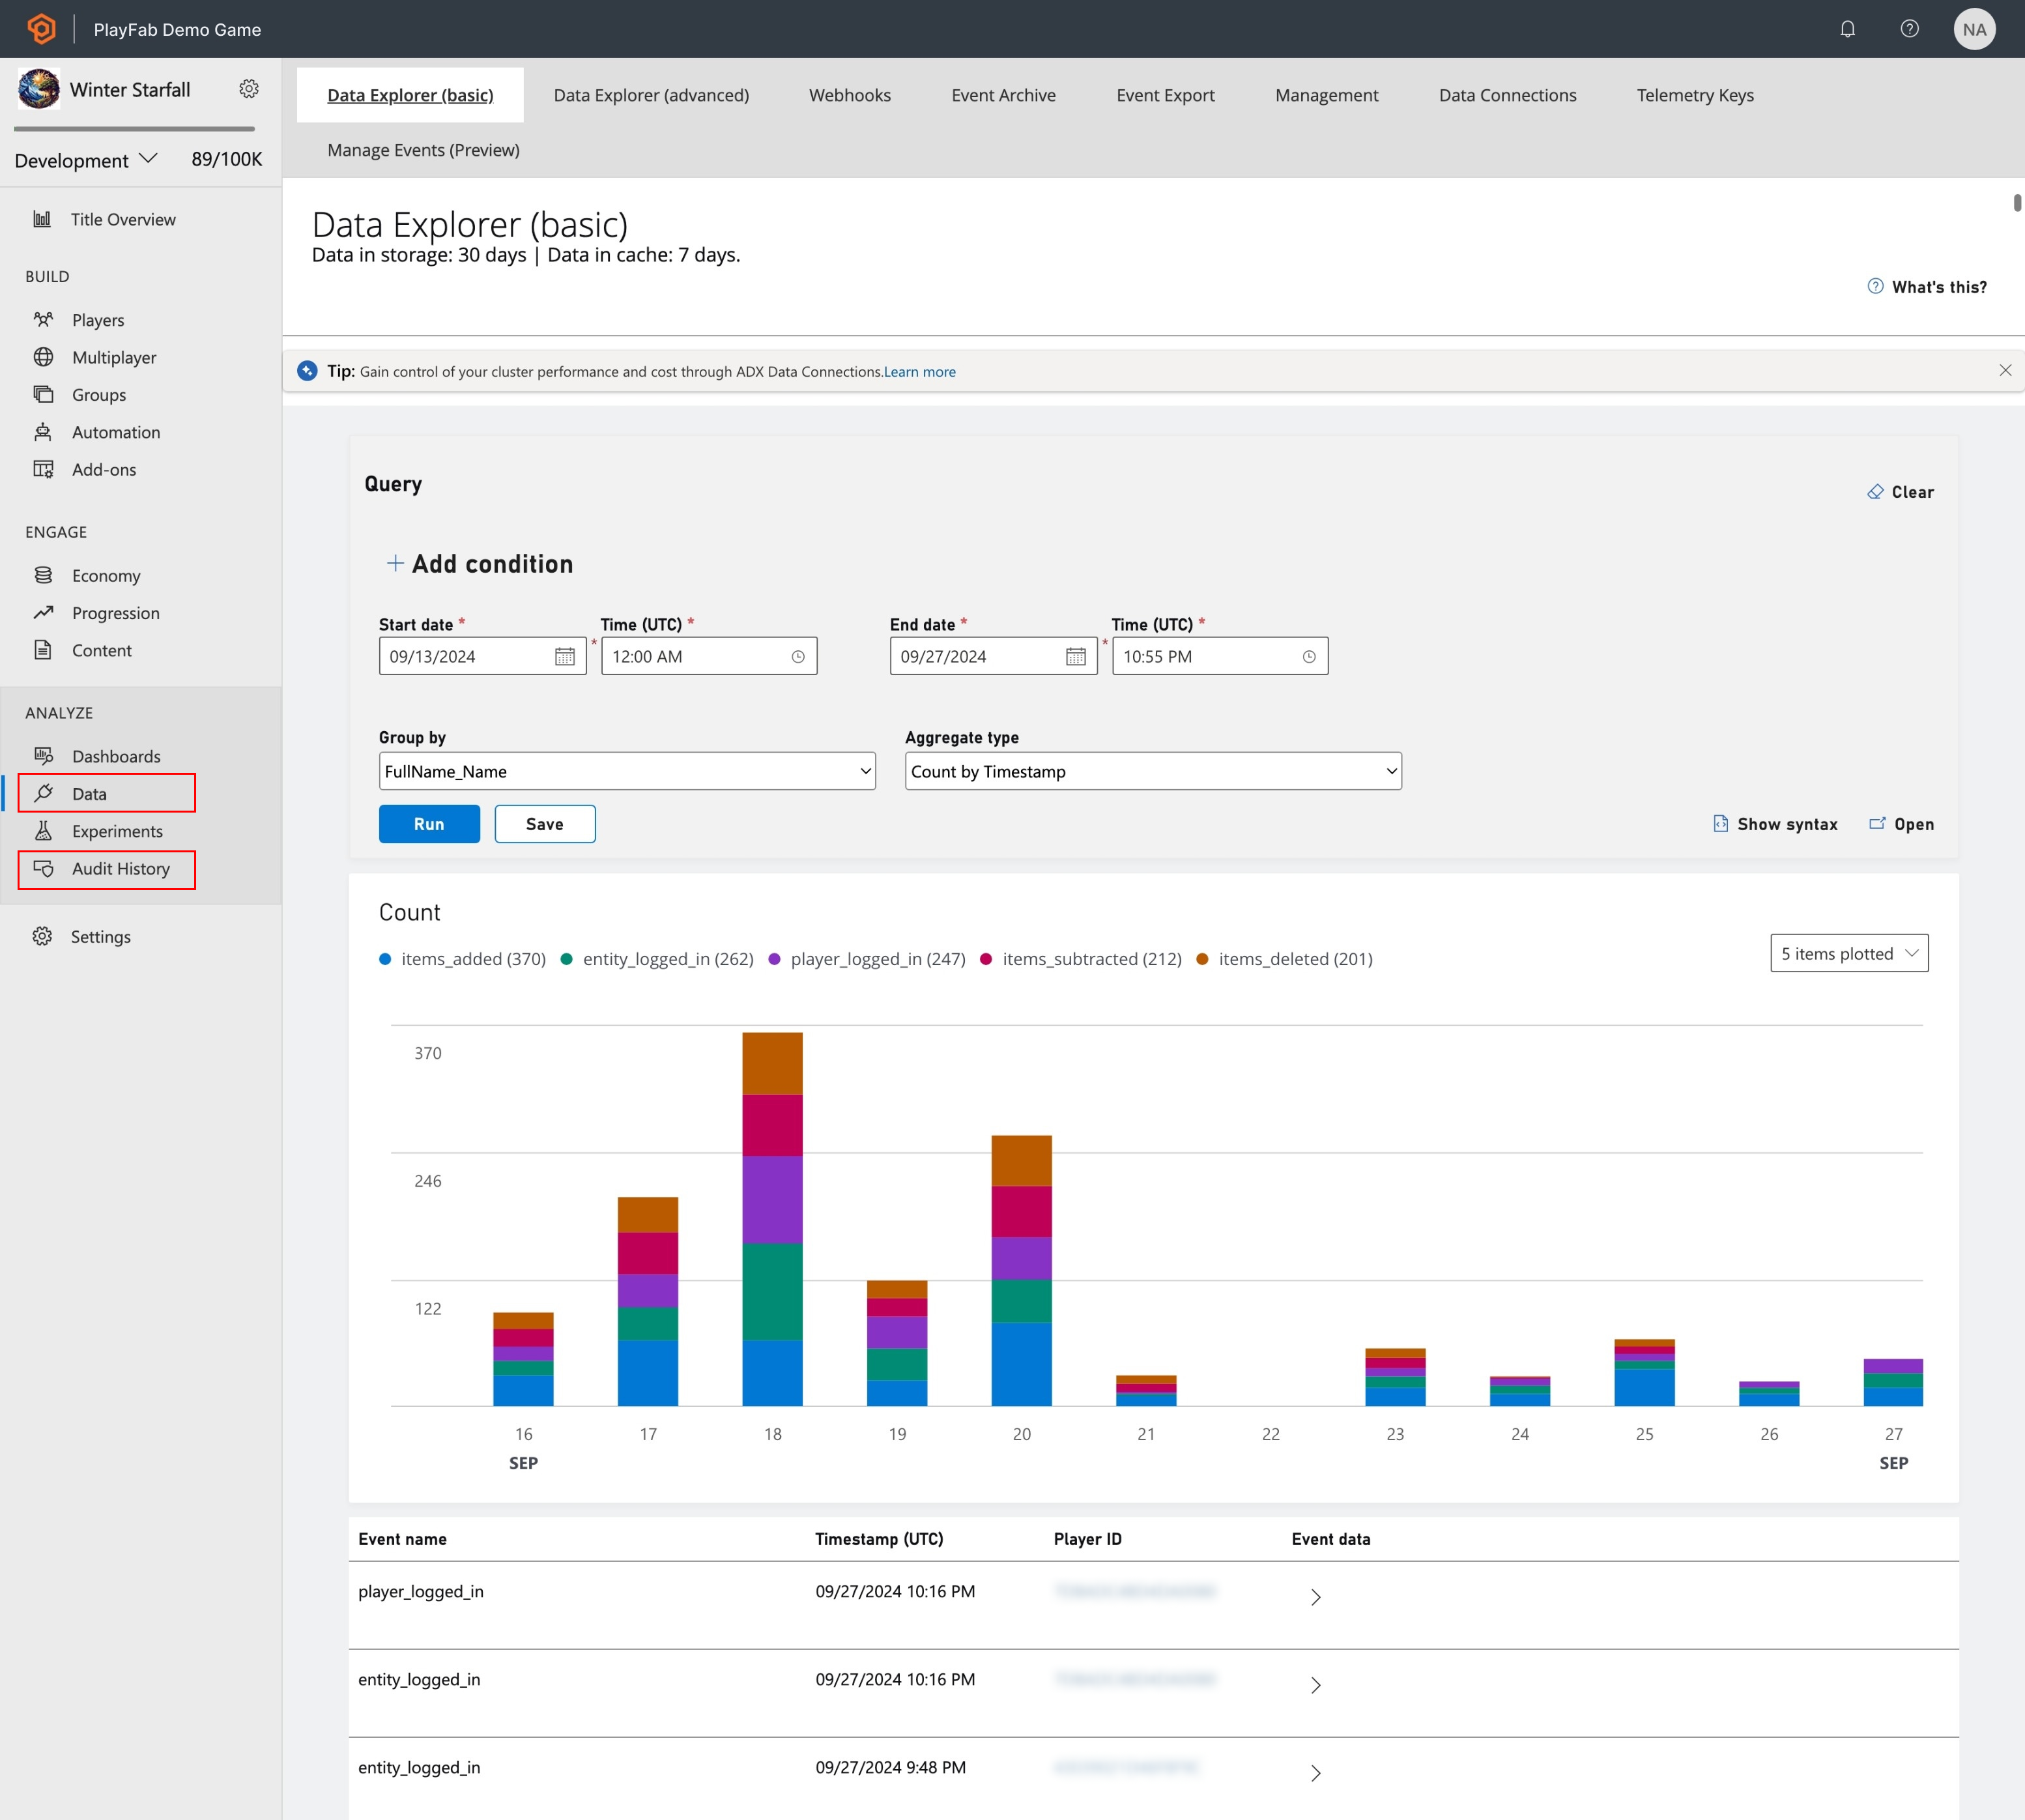 PlayFab Demo Game
NA
Winter Starfall
Development 89/100K
Title Overview
BUILD
Players
Multiplayer
Groups
Automation
Add-ons
ENGAGE
Economy
Progression
Content
ANALYZE
Dashboards
Data
Experiments
Audit History
Settings
Data Explorer (basic) Data Explorer (advanced) Webhooks Event Archive Event Export Management Data Connections Telemetry Keys
Manage Events (Preview)
Data Explorer (basic)
Data in storage: 30 days | Data in cache: 7 days.
What's this?
Tip: Gain control of your cluster performance and cost through ADX Data Connections.Learn more
Query
Clear
+ Add condition
Start date * Time (UTC) * End date * Time (UTC) *
09/13/2024 * 12:00 AM 09/27/2024 * 10:55 PM
Group by Aggregate type
FullName_Name Count by Timestamp
Run Save Show syntax Open
Count
items_added (370) entity_logged_in (262) player_logged_in (247) items_subtracted (212) items_deleted (201)
5 items plotted
370
246
122
16 17 18 19 20 21 22 23 24 25 26 27
SEP SEP
Event name Timestamp (UTC) Player ID Event data
player_logged_in 09/27/2024 10:16 PM
entity_logged_in 09/27/2024 10:16 PM
entity_logged_in 09/27/2024 9:48 PM